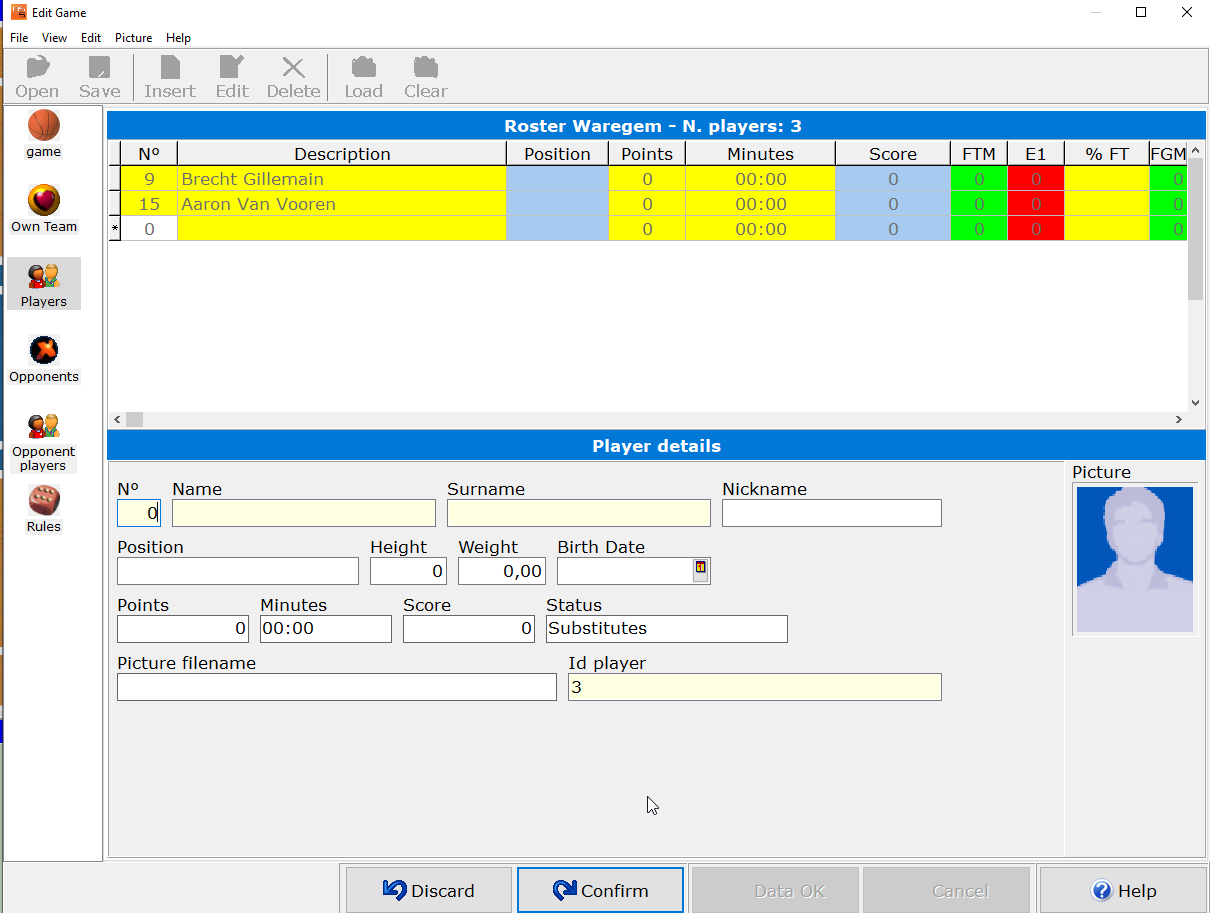 Edit Game
File View Edit Picture Help
Open Save Insert Edit Delete Load Clear
game
Own Team
Players
Opponents
Opponent
players
Rules
Roster Waregem - N. players: 3
Nº Description Position Points Minutes Score FTM E1 % FT FGM
9 Brecht Gillemain 0 00:00 0 0 0 0
15 Aaron Van Vooren 0 00:00 0 0 0 0
* 0 0 00:00 0 0 0 0
Player details
Nº Name Surname Nickname Picture
0
Position Height Weight Birth Date
0 0,00
Points Minutes Score Status
0 00:00 0 Substitutes
Picture filename Id player
3
Discard Confirm Data OK Cancel Help